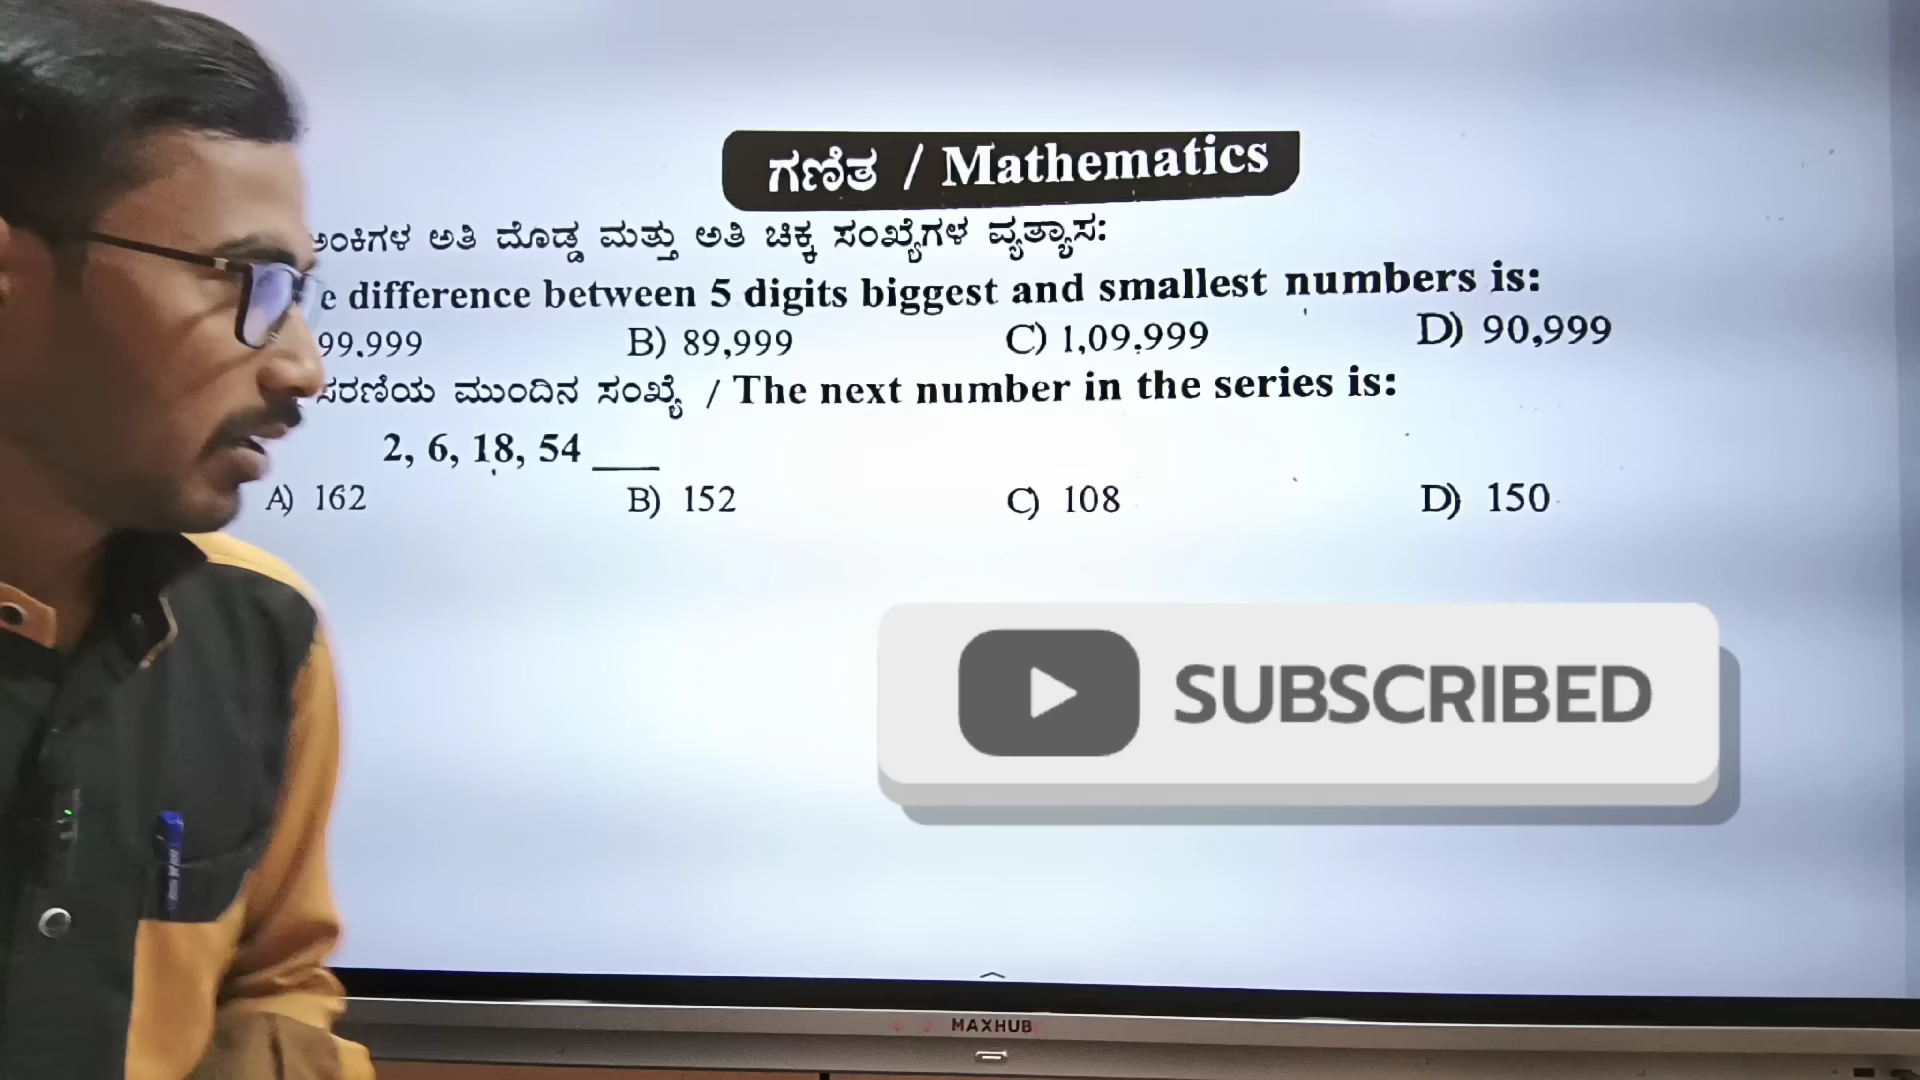 ಗಣಿತ / Mathematics
ಅಂಕಿಗಳ ಅತಿ ದೊಡ್ಡ ಮತ್ತು ಅತಿ ಚಿಕ್ಕ ಸಂಖ್ಯೆಗಳ ವ್ಯತ್ಯಾಸ:
e difference between 5 digits biggest and smallest numbers is:
99,999 B) 89,999 C) 1,09,999 D) 90,999
ಸರಣಿಯ ಮುಂದಿನ ಸಂಖ್ಯೆ / The next number in the series is:
2, 6, 18, 54 ___
A) 162 B) 152 C) 108 D) 150
SUBSCRIBED
MAXHUB